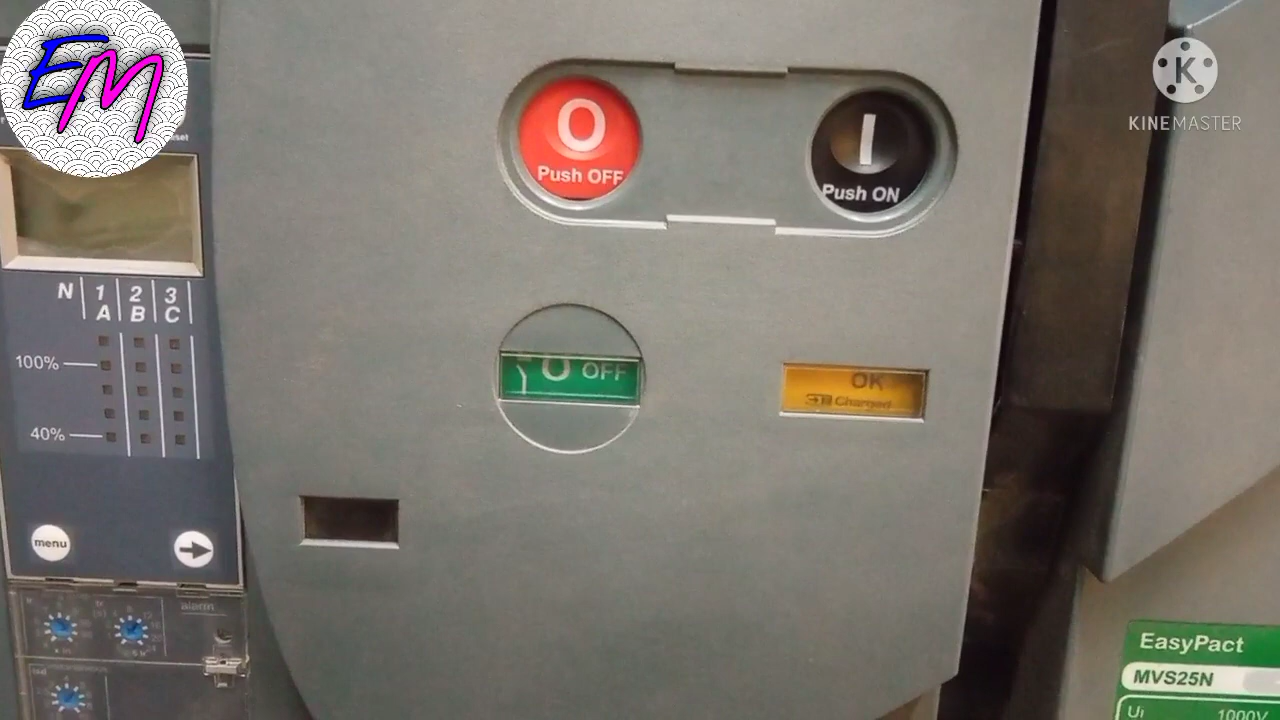 EM
K
KINEMASTER
O
Push OFF
I
Push ON
N 1 2 3
A B C
100%
40%
O OFF
OK
Charged
menu
alarm
EasyPact
MVS25N
Ui 1000V